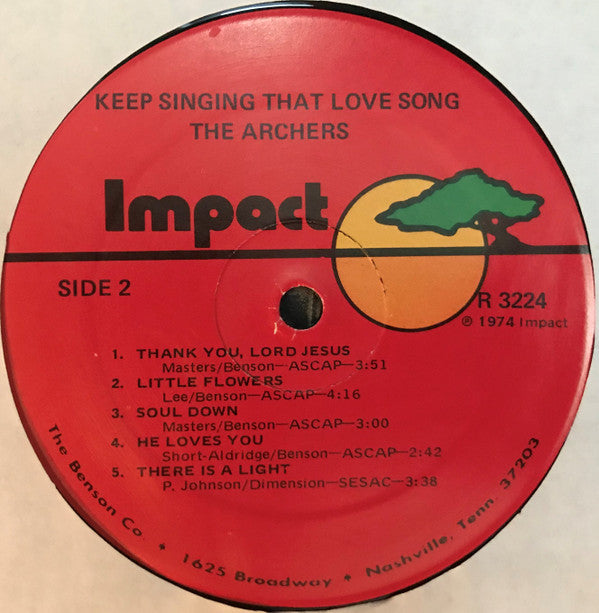 KEEP SINGING THAT LOVE SONG
THE ARCHERS
Impact
SIDE 2
R 3224
℗ 1974 Impact
1. THANK YOU, LORD JESUS
Masters/Benson—ASCAP—3:51
2. LITTLE FLOWERS
Lee/Benson—ASCAP—4:16
3. SOUL DOWN
Masters/Benson—ASCAP—3:00
4. HE LOVES YOU
Short-Aldridge/Benson—ASCAP—2:42
5. THERE IS A LIGHT
P. Johnson/Dimension—SESAC—3:38
The Benson Co. ♦ 1625 Broadway ♦ Nashville, Tenn. 37203